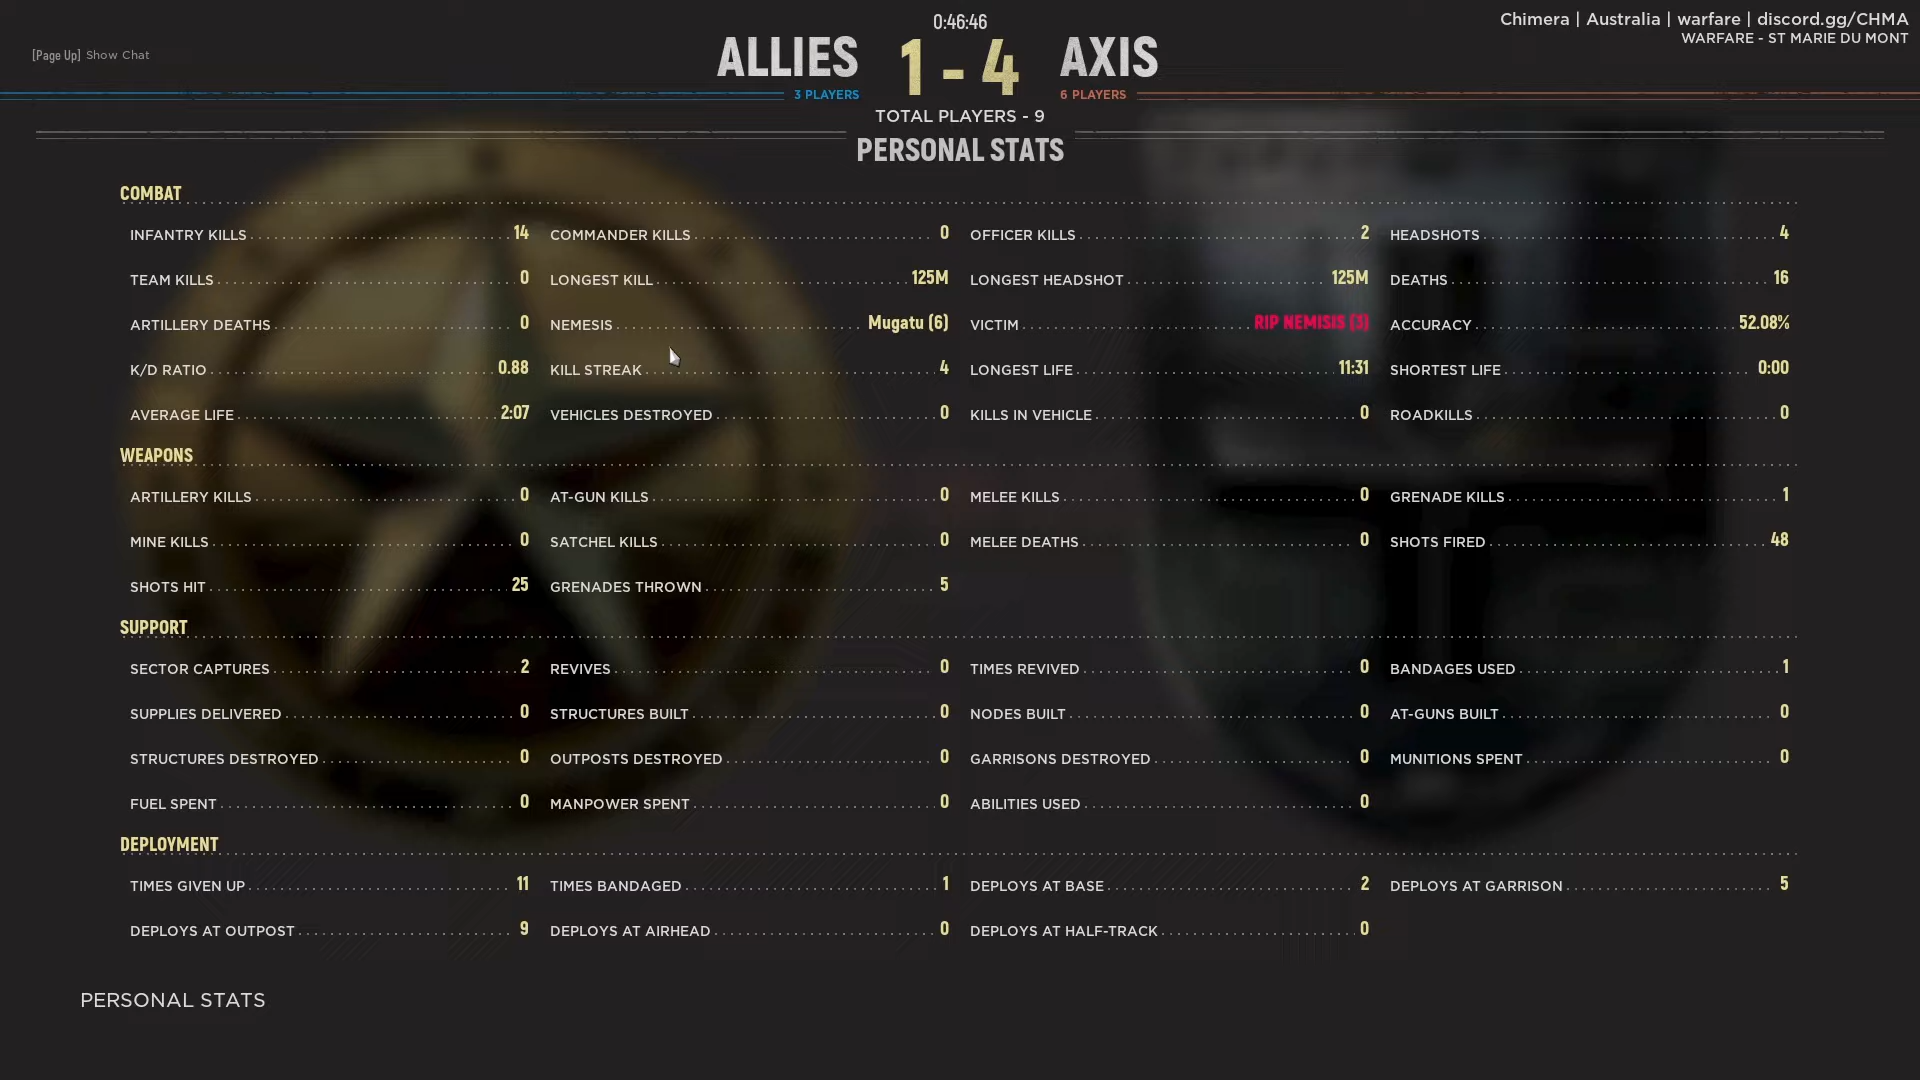 0:46:46
Chimera | Australia | warfare | discord.gg/CHMA
WARFARE - ST MARIE DU MONT
[Page Up] Show Chat
ALLIES 1 - 4 AXIS
3 PLAYERS 6 PLAYERS
TOTAL PLAYERS - 9
PERSONAL STATS
COMBAT
INFANTRY KILLS 14 COMMANDER KILLS 0 OFFICER KILLS 2 HEADSHOTS 4
TEAM KILLS 0 LONGEST KILL 125M LONGEST HEADSHOT 125M DEATHS 16
ARTILLERY DEATHS 0 NEMESIS Mugatu (6) VICTIM RIP NEMISIS (3) ACCURACY 52.08%
K/D RATIO 0.88 KILL STREAK 4 LONGEST LIFE 11:31 SHORTEST LIFE 0:00
AVERAGE LIFE 2:07 VEHICLES DESTROYED 0 KILLS IN VEHICLE 0 ROADKILLS 0
WEAPONS
ARTILLERY KILLS 0 AT-GUN KILLS 0 MELEE KILLS 0 GRENADE KILLS 1
MINE KILLS 0 SATCHEL KILLS 0 MELEE DEATHS 0 SHOTS FIRED 48
SHOTS HIT 25 GRENADES THROWN 5
SUPPORT
SECTOR CAPTURES 2 REVIVES 0 TIMES REVIVED 0 BANDAGES USED 1
SUPPLIES DELIVERED 0 STRUCTURES BUILT 0 NODES BUILT 0 AT-GUNS BUILT 0
STRUCTURES DESTROYED 0 OUTPOSTS DESTROYED 0 GARRISONS DESTROYED 0 MUNITIONS SPENT 0
FUEL SPENT 0 MANPOWER SPENT 0 ABILITIES USED 0
DEPLOYMENT
TIMES GIVEN UP 11 TIMES BANDAGED 1 DEPLOYS AT BASE 2 DEPLOYS AT GARRISON 5
DEPLOYS AT OUTPOST 9 DEPLOYS AT AIRHEAD 0 DEPLOYS AT HALF-TRACK 0
PERSONAL STATS